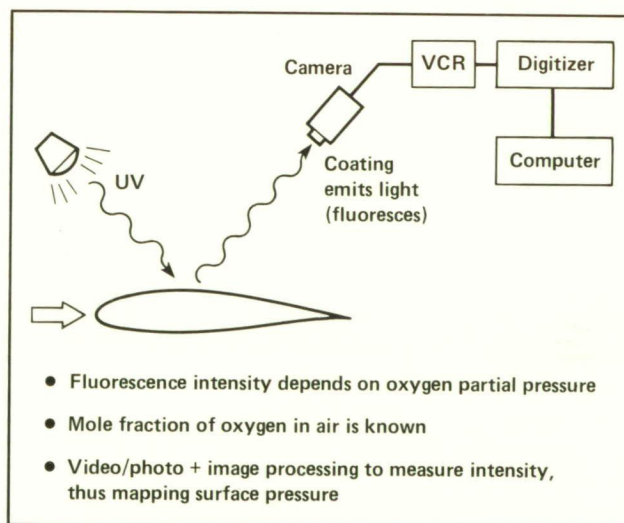 Camera
VCR
Digitizer
Computer
UV
Coating
emits light
(fluoresces)
● Fluorescence intensity depends on oxygen partial pressure
● Mole fraction of oxygen in air is known
● Video/photo + image processing to measure intensity,
thus mapping surface pressure